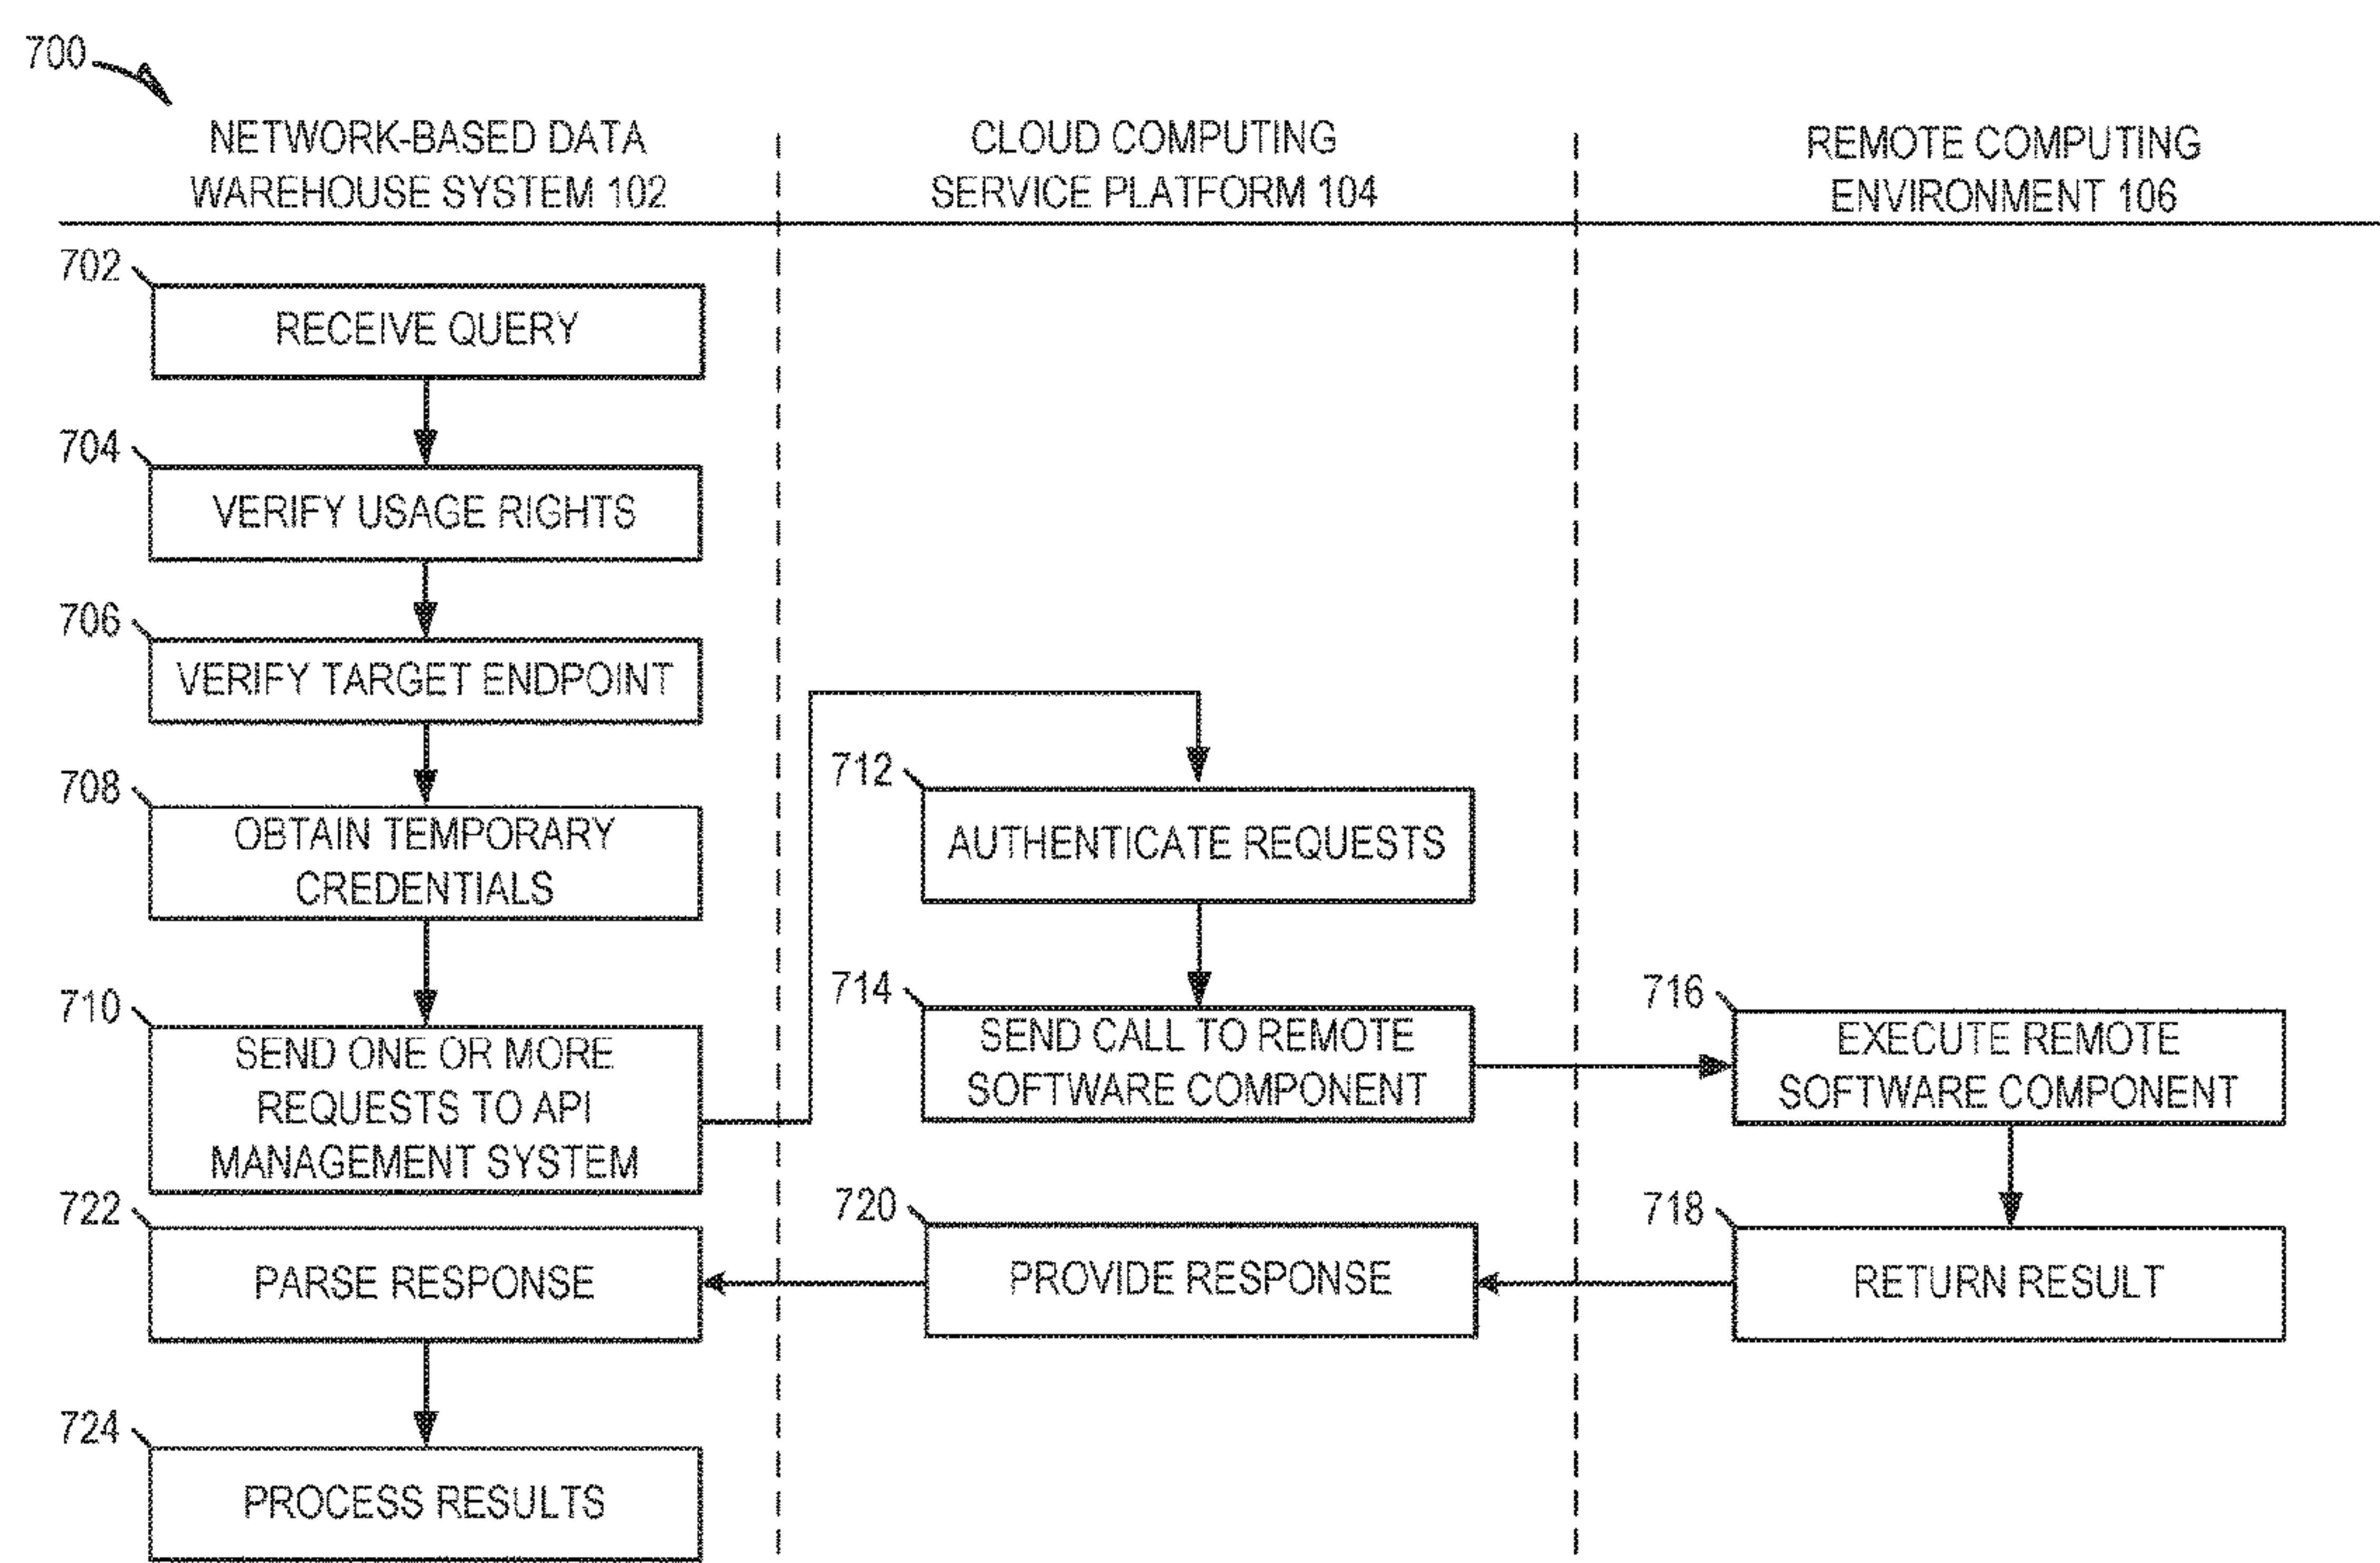 700
NETWORK-BASED DATA
WAREHOUSE SYSTEM 102
CLOUD COMPUTING
SERVICE PLATFORM 104
REMOTE COMPUTING
ENVIRONMENT 106
702
RECEIVE QUERY
704
VERIFY USAGE RIGHTS
706
VERIFY TARGET ENDPOINT
708
OBTAIN TEMPORARY
CREDENTIALS
710
SEND ONE OR MORE
REQUESTS TO API
MANAGEMENT SYSTEM
712
AUTHENTICATE REQUESTS
714
SEND CALL TO REMOTE
SOFTWARE COMPONENT
716
EXECUTE REMOTE
SOFTWARE COMPONENT
718
RETURN RESULT
720
PROVIDE RESPONSE
722
PARSE RESPONSE
724
PROCESS RESULTS